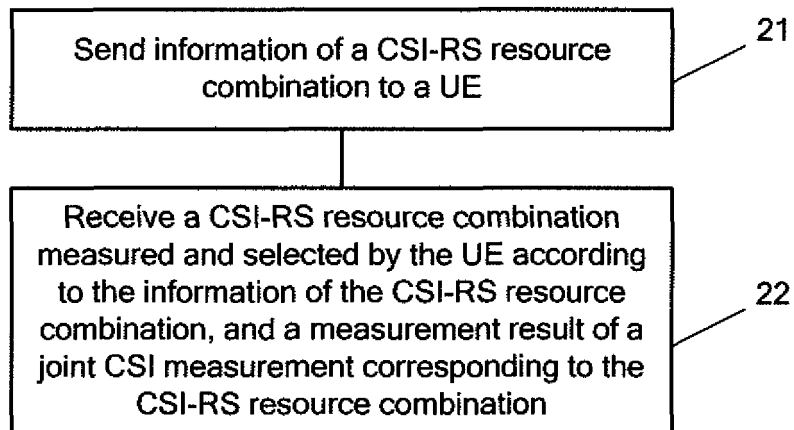 Send information of a CSI-RS resource
combination to a UE
21
Receive a CSI-RS resource combination
measured and selected by the UE according
to the information of the CSI-RS resource
combination, and a measurement result of a
joint CSI measurement corresponding to the
CSI-RS resource combination
22